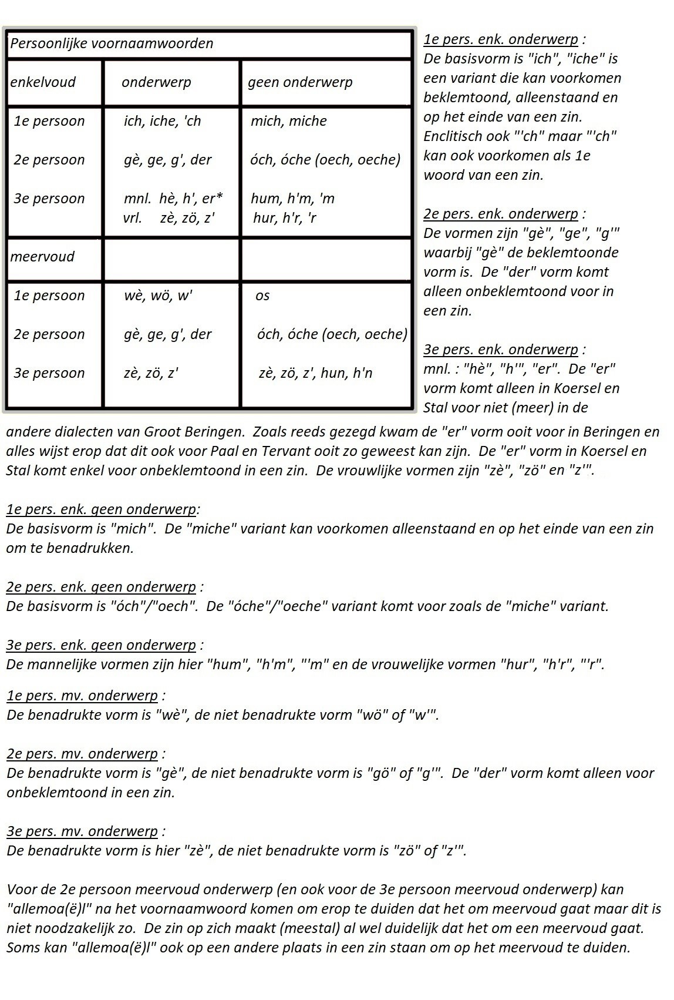 Persoonlijke voornaamwoorden
enkelvoud onderwerp geen onderwerp
1e persoon ich, iche, 'ch mich, miche
2e persoon gè, ge, g', der óch, óche (oech, oeche)
3e persoon mnl. hè, h', er* hum, h'm, 'm
vrl. zè, zö, z' hur, h'r, 'r
meervoud
1e persoon wè, wö, w' os
2e persoon gè, ge, g', der óch, óche (oech, oeche)
3e persoon zè, zö, z' zè, zö, z', hun, h'n
1e pers. enk. onderwerp :
De basisvorm is "ich", "iche" is
een variant die kan voorkomen
beklemtoond, alleenstaand en
op het einde van een zin.
Enclitisch ook "'ch" maar "'ch"
kan ook voorkomen als 1e
woord van een zin.
2e pers. enk. onderwerp :
De vormen zijn "gè", "ge", "g'"
waarbij "gè" de beklemtoonde
vorm is. De "der" vorm komt
alleen onbeklemtoond voor in
een zin.
3e pers. enk. onderwerp :
mnl. : "hè", "h'", "er". De "er"
vorm komt alleen in Koersel en
Stal voor niet (meer) in de
andere dialecten van Groot Beringen. Zoals reeds gezegd kwam de "er" vorm ooit voor in Beringen en
alles wijst erop dat dit ook voor Paal en Tervant ooit zo geweest kan zijn. De "er" vorm in Koersel en
Stal komt enkel voor onbeklemtoond in een zin. De vrouwlijke vormen zijn "zè", "zö" en "z'".
1e pers. enk. geen onderwerp:
De basisvorm is "mich". De "miche" variant kan voorkomen alleenstaand en op het einde van een zin
om te benadrukken.
2e pers. enk. geen onderwerp :
De basisvorm is "óch"/"oech". De "óche"/"oeche" variant komt voor zoals de "miche" variant.
3e pers. enk. geen onderwerp :
De mannelijke vormen zijn hier "hum", "h'm", "'m" en de vrouwelijke vormen "hur", "h'r", "'r".
1e pers. mv. onderwerp :
De benadrukte vorm is "wè", de niet benadrukte vorm "wö" of "w'".
2e pers. mv. onderwerp :
De benadrukte vorm is "gè", de niet benadrukte vorm is "gö" of "g'". De "der" vorm komt alleen voor
onbeklemtoond in een zin.
3e pers. mv. onderwerp :
De benadrukte vorm is hier "zè", de niet benadrukte vorm is "zö" of "z'".
Voor de 2e persoon meervoud onderwerp (en ook voor de 3e persoon meervoud onderwerp) kan
"allemoa(ë)l" na het voornaamwoord komen om erop te duiden dat het om meervoud gaat maar dit is
niet noodzakelijk zo. De zin op zich maakt (meestal) al wel duidelijk dat het om een meervoud gaat.
Soms kan "allemoa(ë)l" ook op een andere plaats in een zin staan om op het meervoud te duiden.